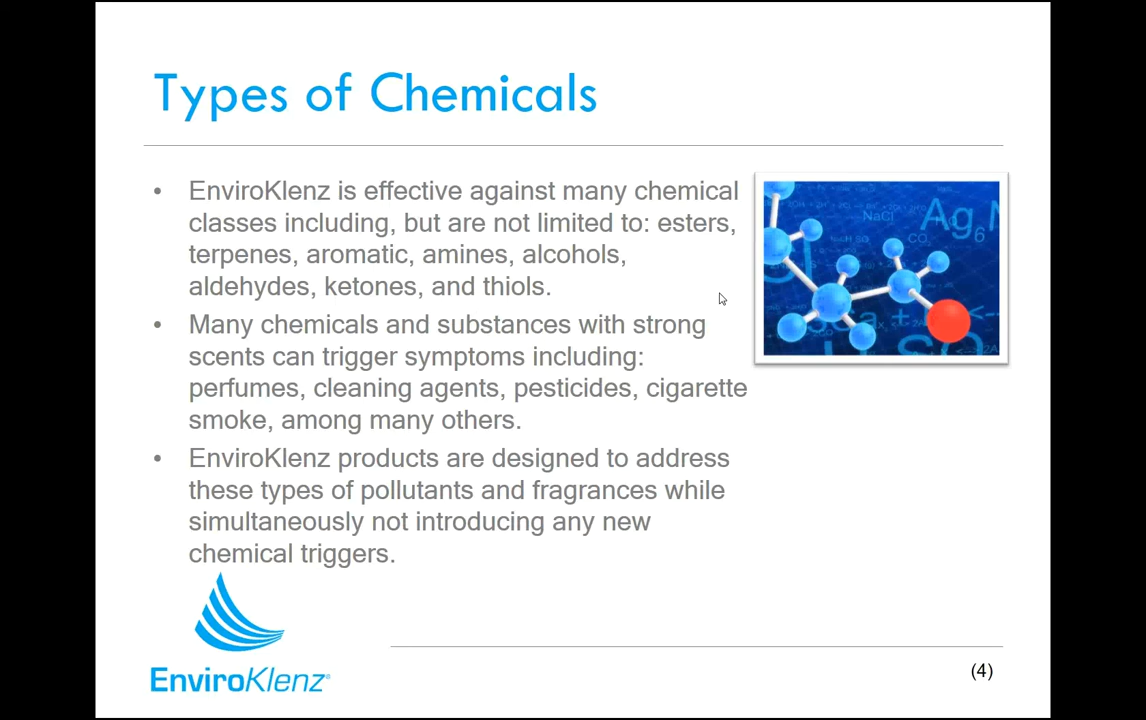 Types of Chemicals
• EnviroKlenz is effective against many chemical
classes including, but are not limited to: esters,
terpenes, aromatic, amines, alcohols,
aldehydes, ketones, and thiols.
• Many chemicals and substances with strong
scents can trigger symptoms including:
perfumes, cleaning agents, pesticides, cigarette
smoke, among many others.
• EnviroKlenz products are designed to address
these types of pollutants and fragrances while
simultaneously not introducing any new
chemical triggers.
NaCl
Ag
CO
EnviroKlenz®
(4)